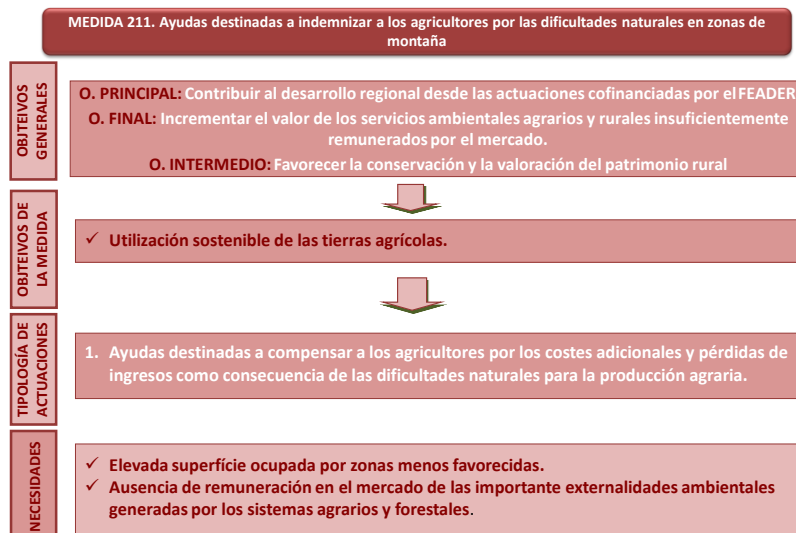 MEDIDA 211. Ayudas destinadas a indemnizar a los agricultores por las dificultades naturales en zonas de
montaña
OBJTEIVOS
GENERALES
O. PRINCIPAL: Contribuir al desarrollo regional desde las actuaciones cofinanciadas por el FEADER
O. FINAL: Incrementar el valor de los servicios ambientales agrarios y rurales insuficientemente
remunerados por el mercado.
O. INTERMEDIO: Favorecer la conservación y la valoración del patrimonio rural
OBJTEIVOS DE
LA MEDIDA
✓ Utilización sostenible de las tierras agrícolas.
TIPOLOGÍA DE
ACTUACIONES
1. Ayudas destinadas a compensar a los agricultores por los costes adicionales y pérdidas de
ingresos como consecuencia de las dificultades naturales para la producción agraria.
NECESIDADES
✓ Elevada superfície ocupada por zonas menos favorecidas.
✓ Ausencia de remuneración en el mercado de las importante externalidades ambientales
generadas por los sistemas agrarios y forestales.